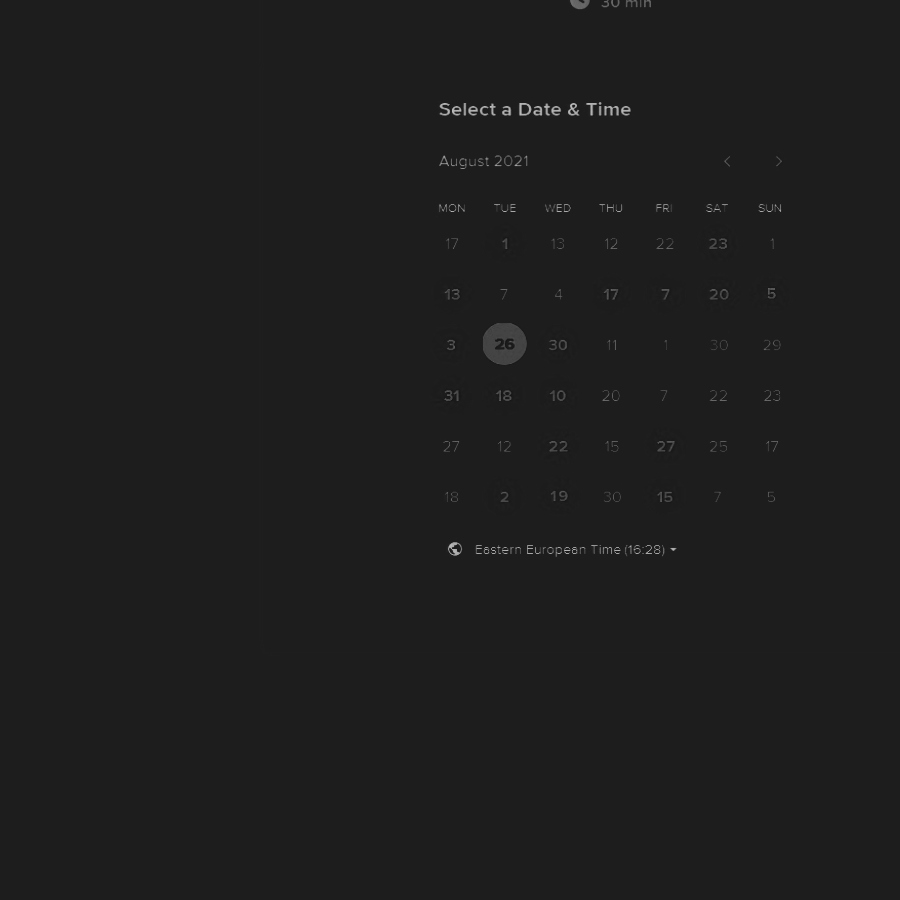 30 min
Select a Date & Time
August 2021
MON TUE WED THU FRI SAT SUN
17 1 13 12 22 23 1
13 7 4 17 7 20 5
3 26 30 11 1 30 29
31 18 10 20 7 22 23
27 12 22 15 27 25 17
18 2 19 30 15 7 5
Eastern European Time (16:28)